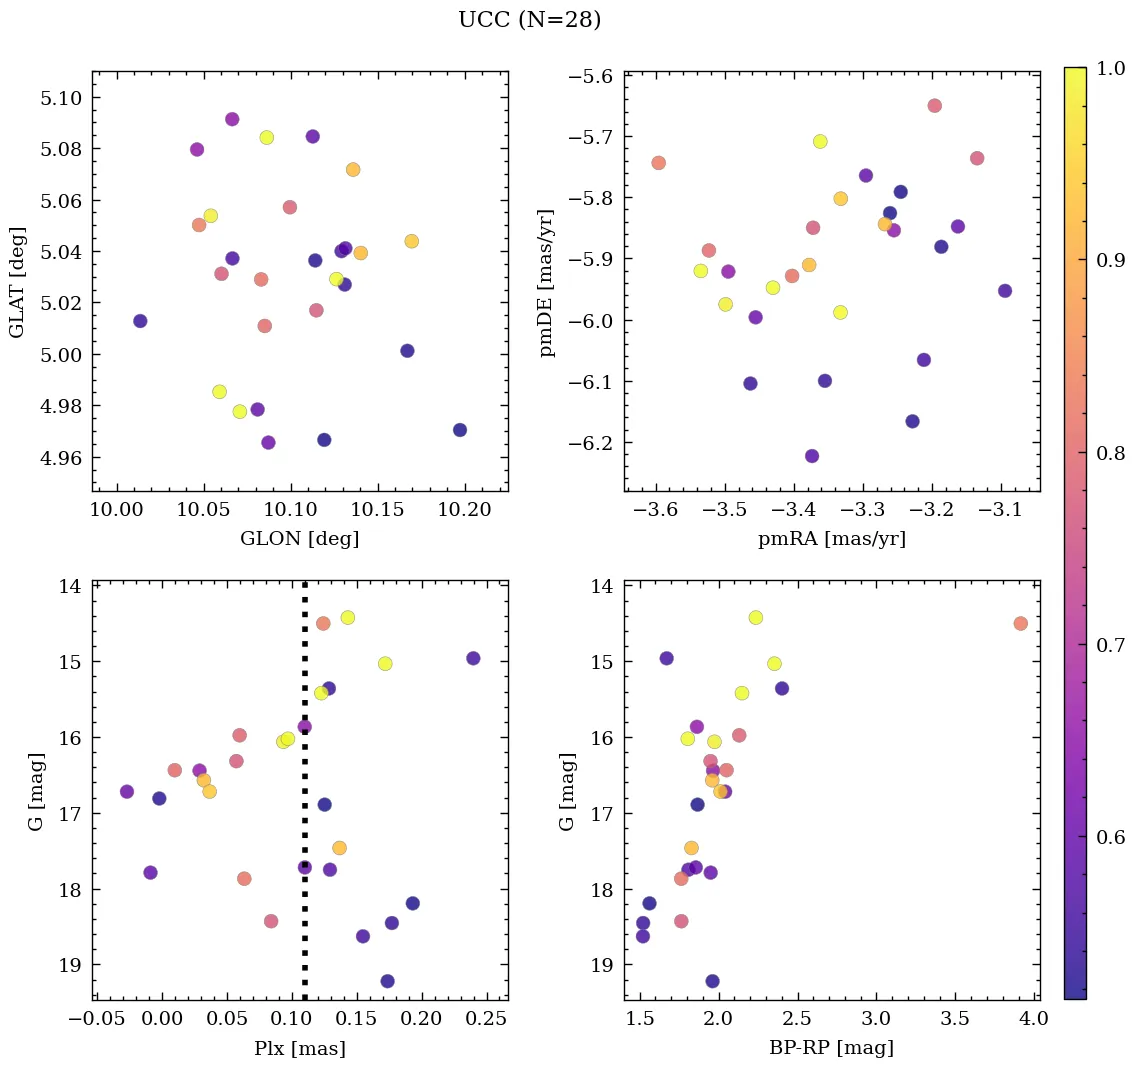 UCC (N=28)
5.10
5.08
5.06
5.04
5.02
5.00
4.98
4.96
GLAT [deg]
10.00 10.05 10.10 10.15 10.20
GLON [deg]
−5.6
−5.7
−5.8
−5.9
−6.0
−6.1
−6.2
pmDE [mas/yr]
−3.6 −3.5 −3.4 −3.3 −3.2 −3.1
pmRA [mas/yr]
14
15
16
17
18
19
G [mag]
−0.05 0.00 0.05 0.10 0.15 0.20 0.25
Plx [mas]
14
15
16
17
18
19
G [mag]
1.5 2.0 2.5 3.0 3.5 4.0
BP-RP [mag]
1.0
0.9
0.8
0.7
0.6